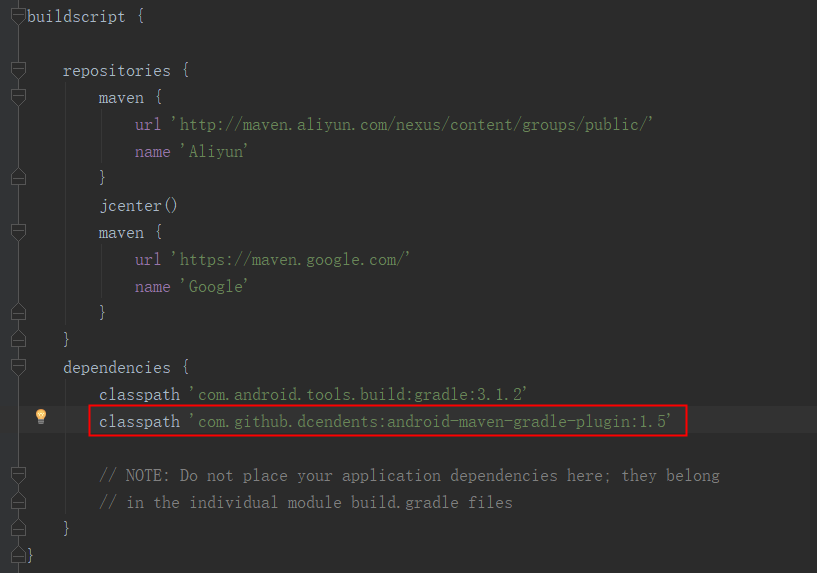 buildscript {
repositories {
maven {
url 'http://maven.aliyun.com/nexus/content/groups/public/'
name 'Aliyun'
}
jcenter()
maven {
url 'https://maven.google.com/'
name 'Google'
}
}
dependencies {
classpath 'com.android.tools.build:gradle:3.1.2'
classpath 'com.github.dcendents:android-maven-gradle-plugin:1.5'
// NOTE: Do not place your application dependencies here; they belong
// in the individual module build.gradle files
}
}